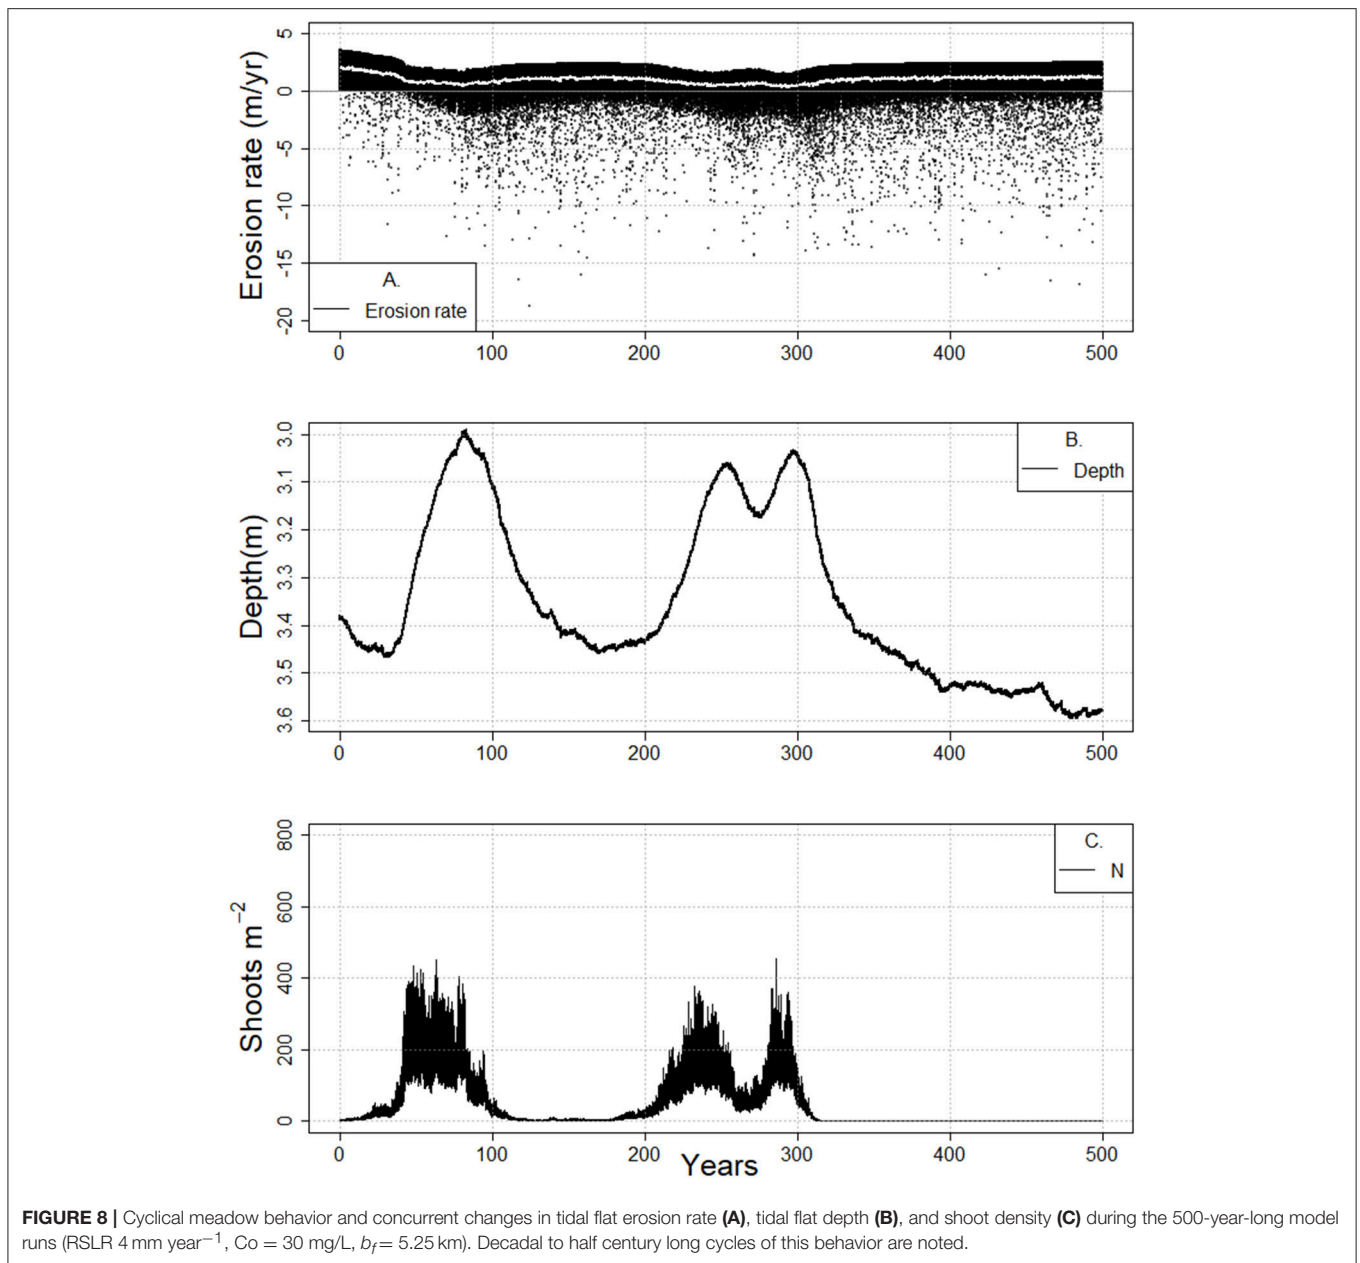 5
0
-5
-10
-15
-20
Erosion rate (m/yr)
A.
Erosion rate
0 100 200 300 400 500
3.0
3.1
3.2
3.3
3.4
3.5
3.6
Depth(m)
B.
Depth
0 100 200 300 400 500
800
600
400
200
0
Shoots m⁻²
C.
N
0 100 200 300 400 500
Years
FIGURE 8 | Cyclical meadow behavior and concurrent changes in tidal flat erosion rate (A), tidal flat depth (B), and shoot density (C) during the 500-year-long model
runs (RSLR 4 mm year⁻¹, Co = 30 mg/L, b_f = 5.25 km). Decadal to half century long cycles of this behavior are noted.